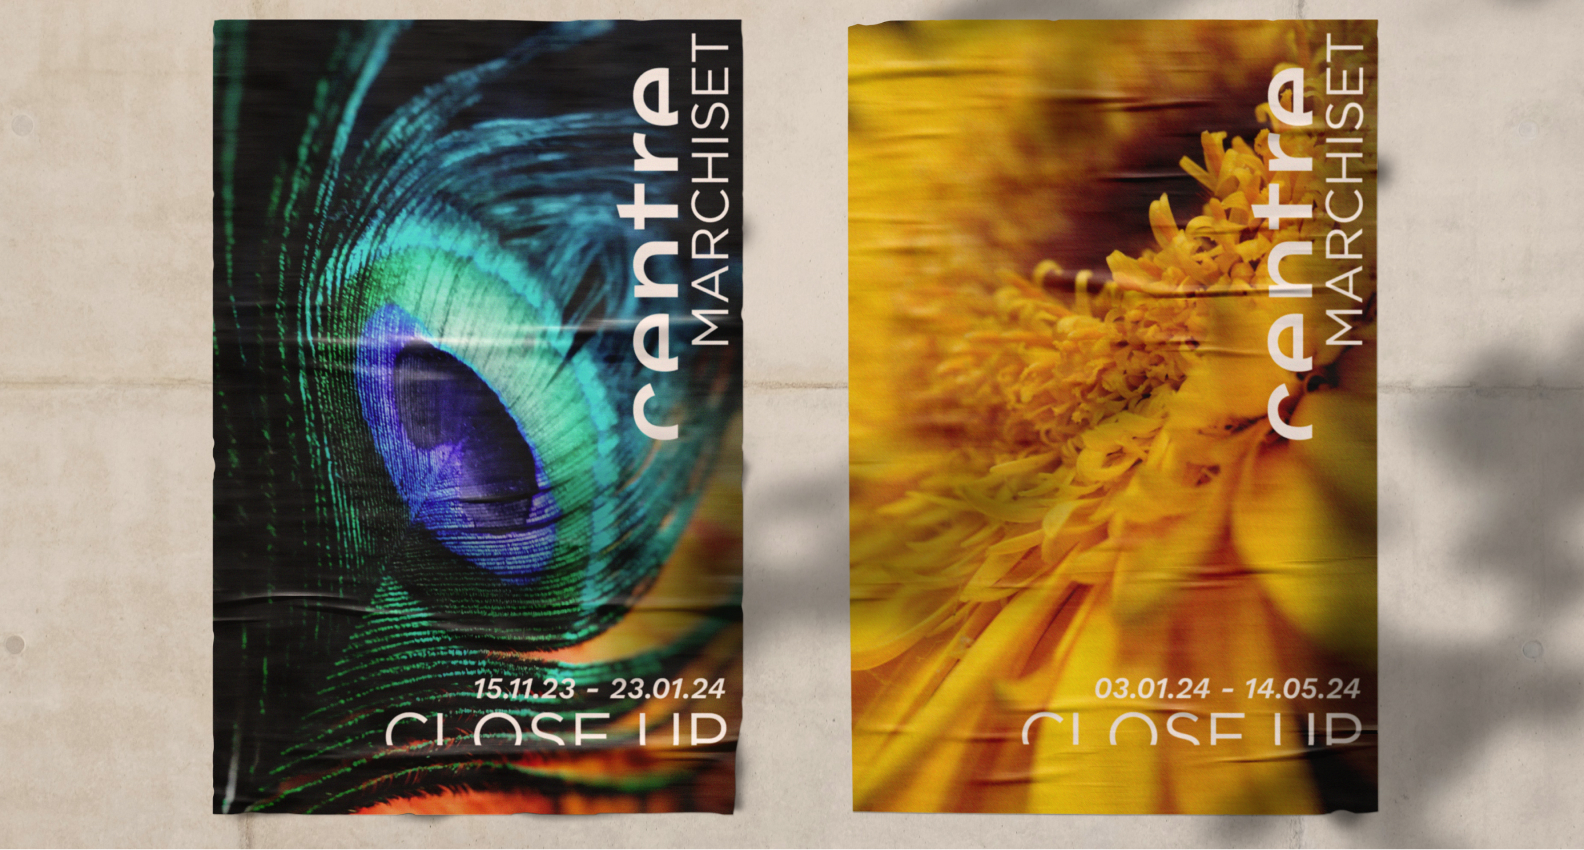 centre
MARCHISET
15.11.23 - 23.01.24
CLOSE UP
centre
MARCHISET
03.01.24 - 14.05.24
CLOSE UP